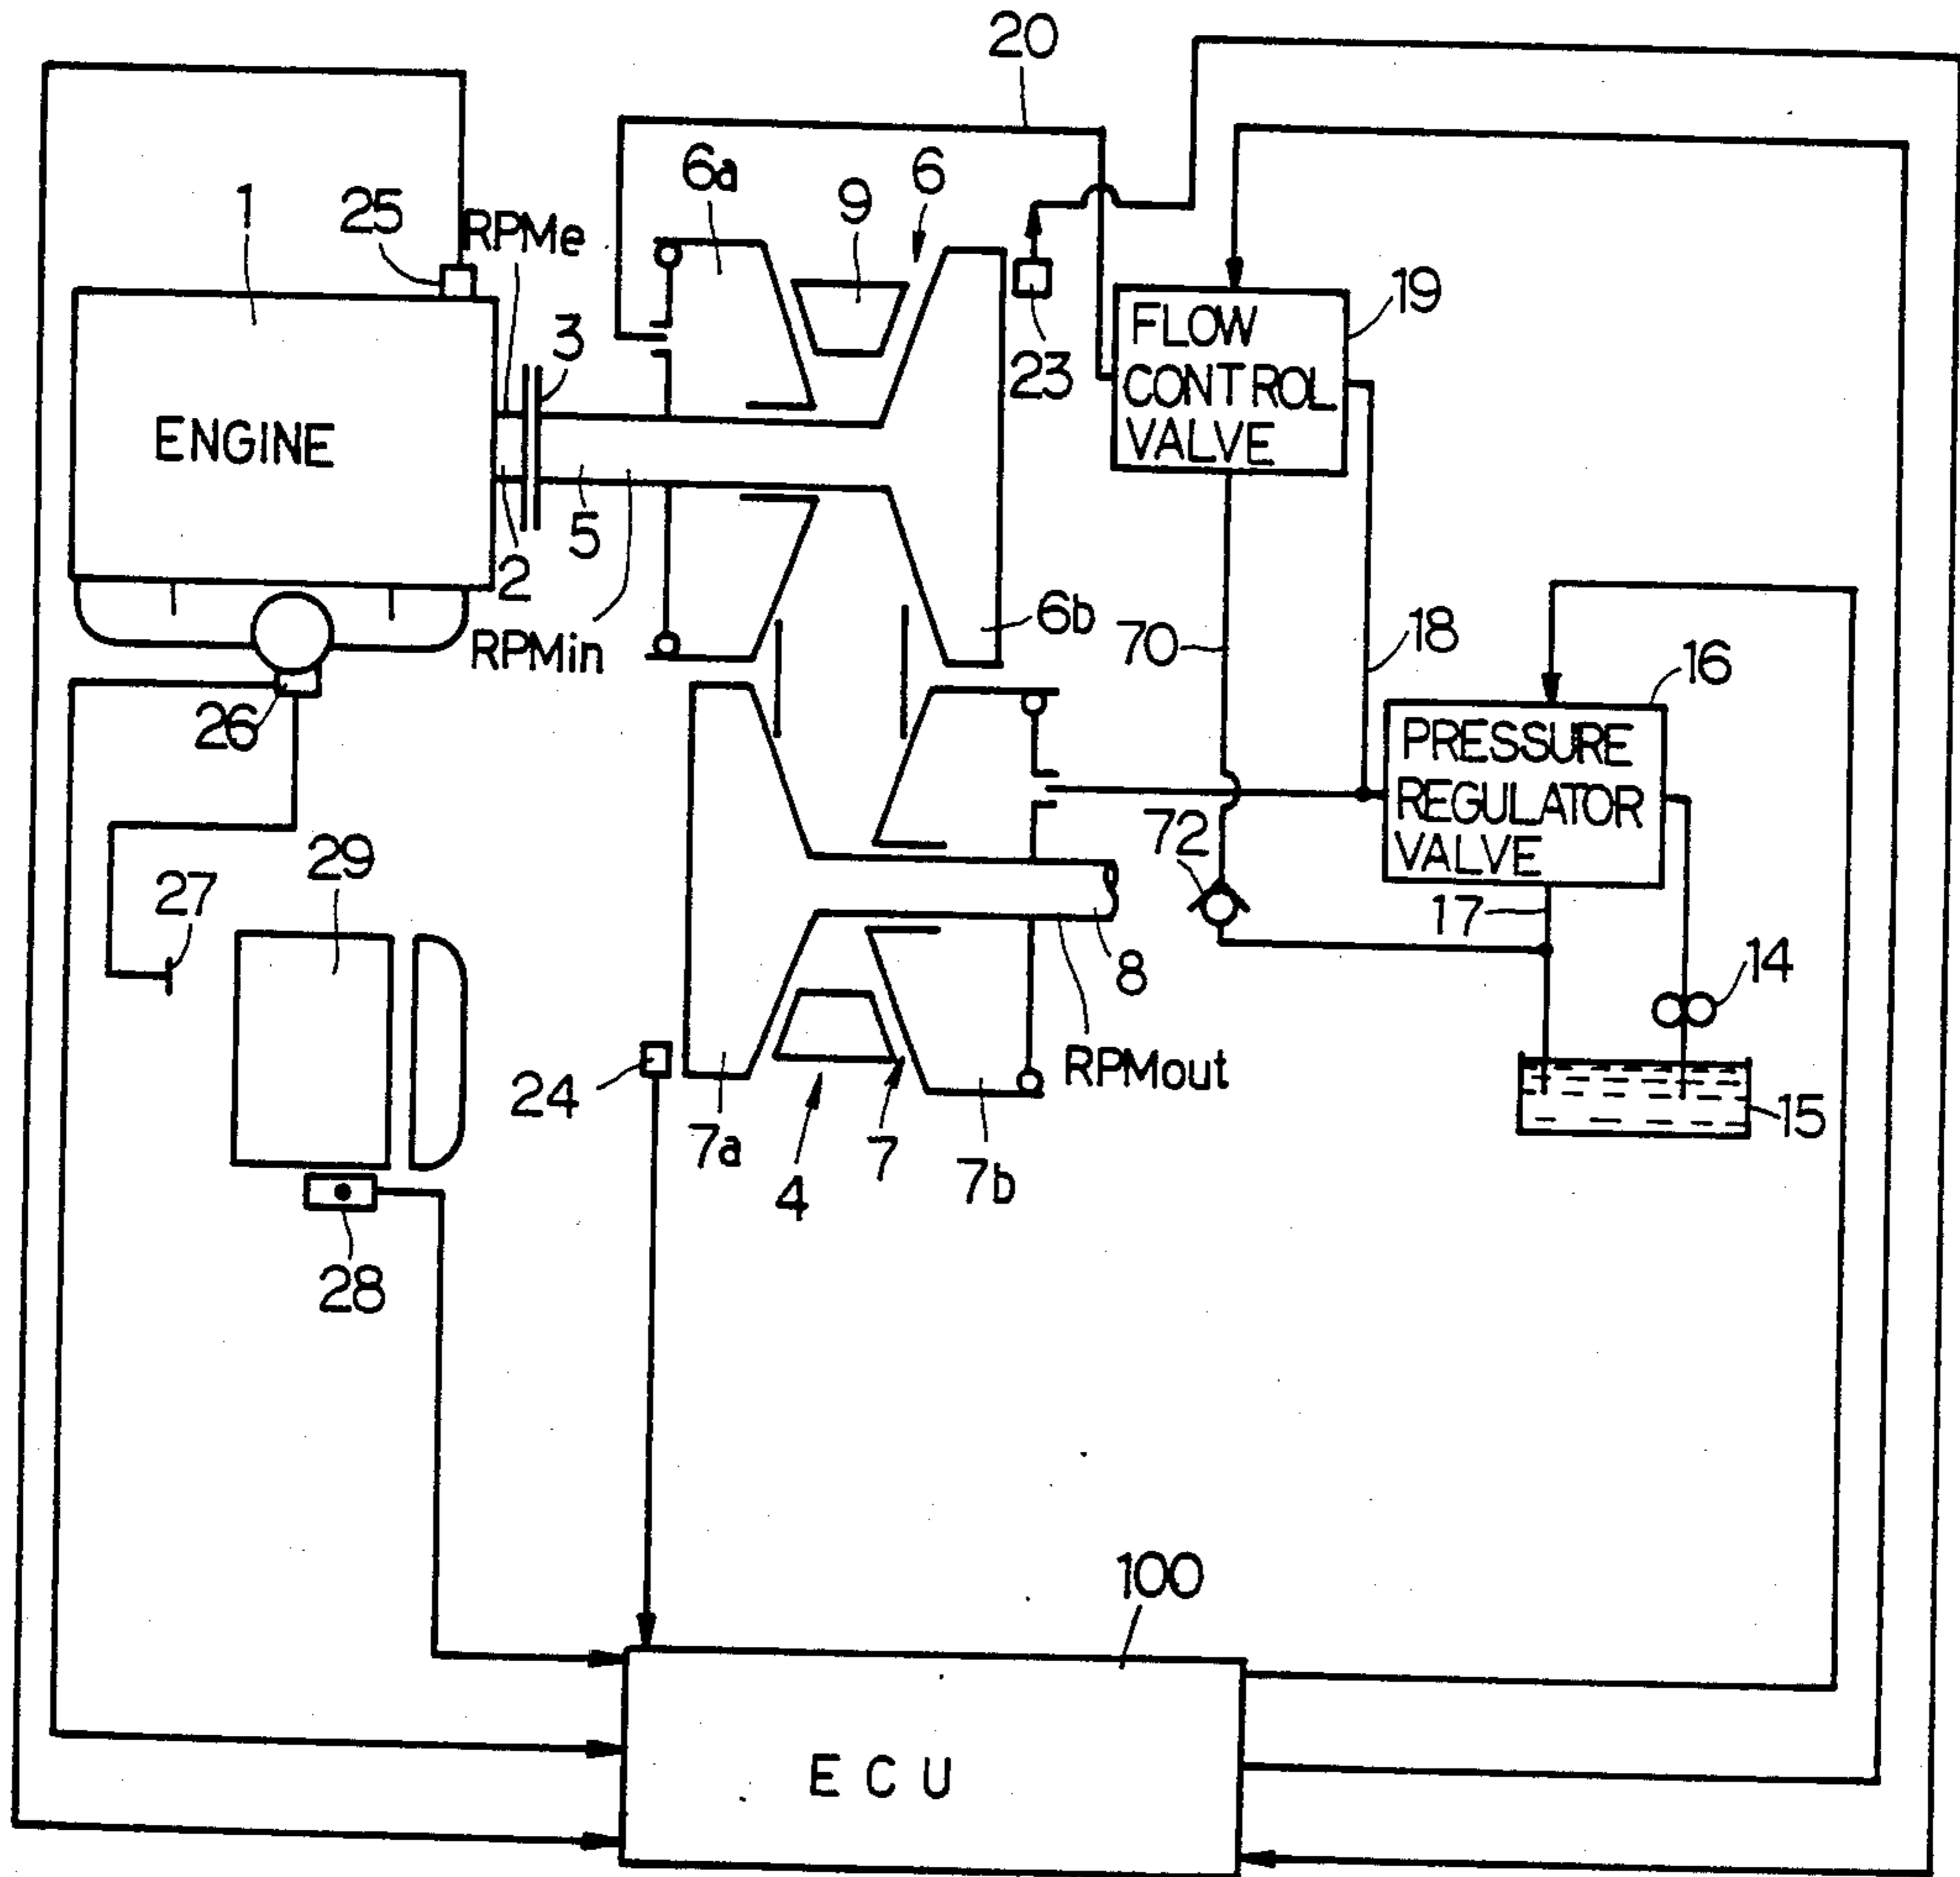 20
6a
9
6
1
25
RPMe
3
19
FLOW
CONTROL
VALVE
23
ENGINE
5
2
6b
70
18
16
RPMin
26
PRESSURE
REGULATOR
VALVE
72
29
27
17
14
8
24
RPMout
15
7a
4
7
7b
28
100
ECU